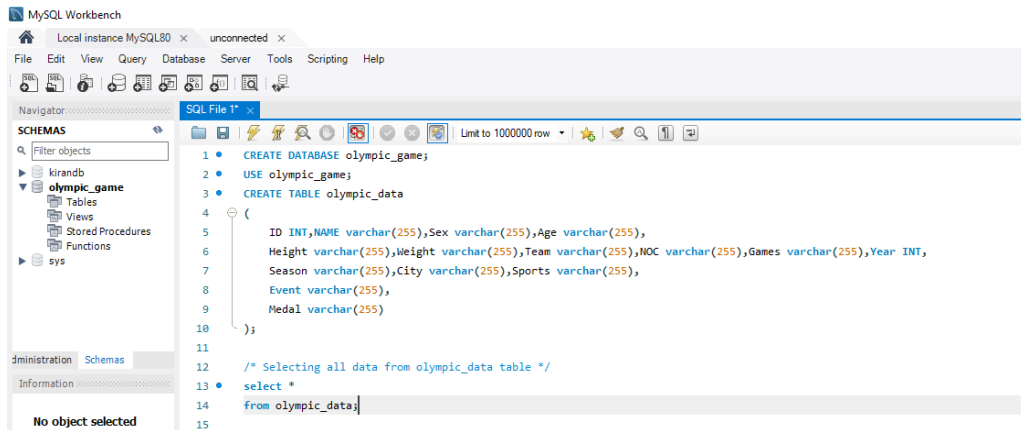 MySQL Workbench
Local instance MySQL80 × unconnected ×
File Edit View Query Database Server Tools Scripting Help
Navigator
SQL File 1* ×
SCHEMAS
Limit to 1000000 row
Filter objects
kirandb
olympic_game
Tables
Views
Stored Procedures
Functions
sys
dministration Schemas
Information
No object selected
1 CREATE DATABASE olympic_game;
2 USE olympic_game;
3 CREATE TABLE olympic_data
4 (
5 ID INT,NAME varchar(255),Sex varchar(255),Age varchar(255),
6 Height varchar(255),Weight varchar(255),Team varchar(255),NOC varchar(255),Games varchar(255),Year INT,
7 Season varchar(255),City varchar(255),Sports varchar(255),
8 Event varchar(255),
9 Medal varchar(255)
10 );
11
12 /* Selecting all data from olympic_data table */
13 select *
14 from olympic_data;
15